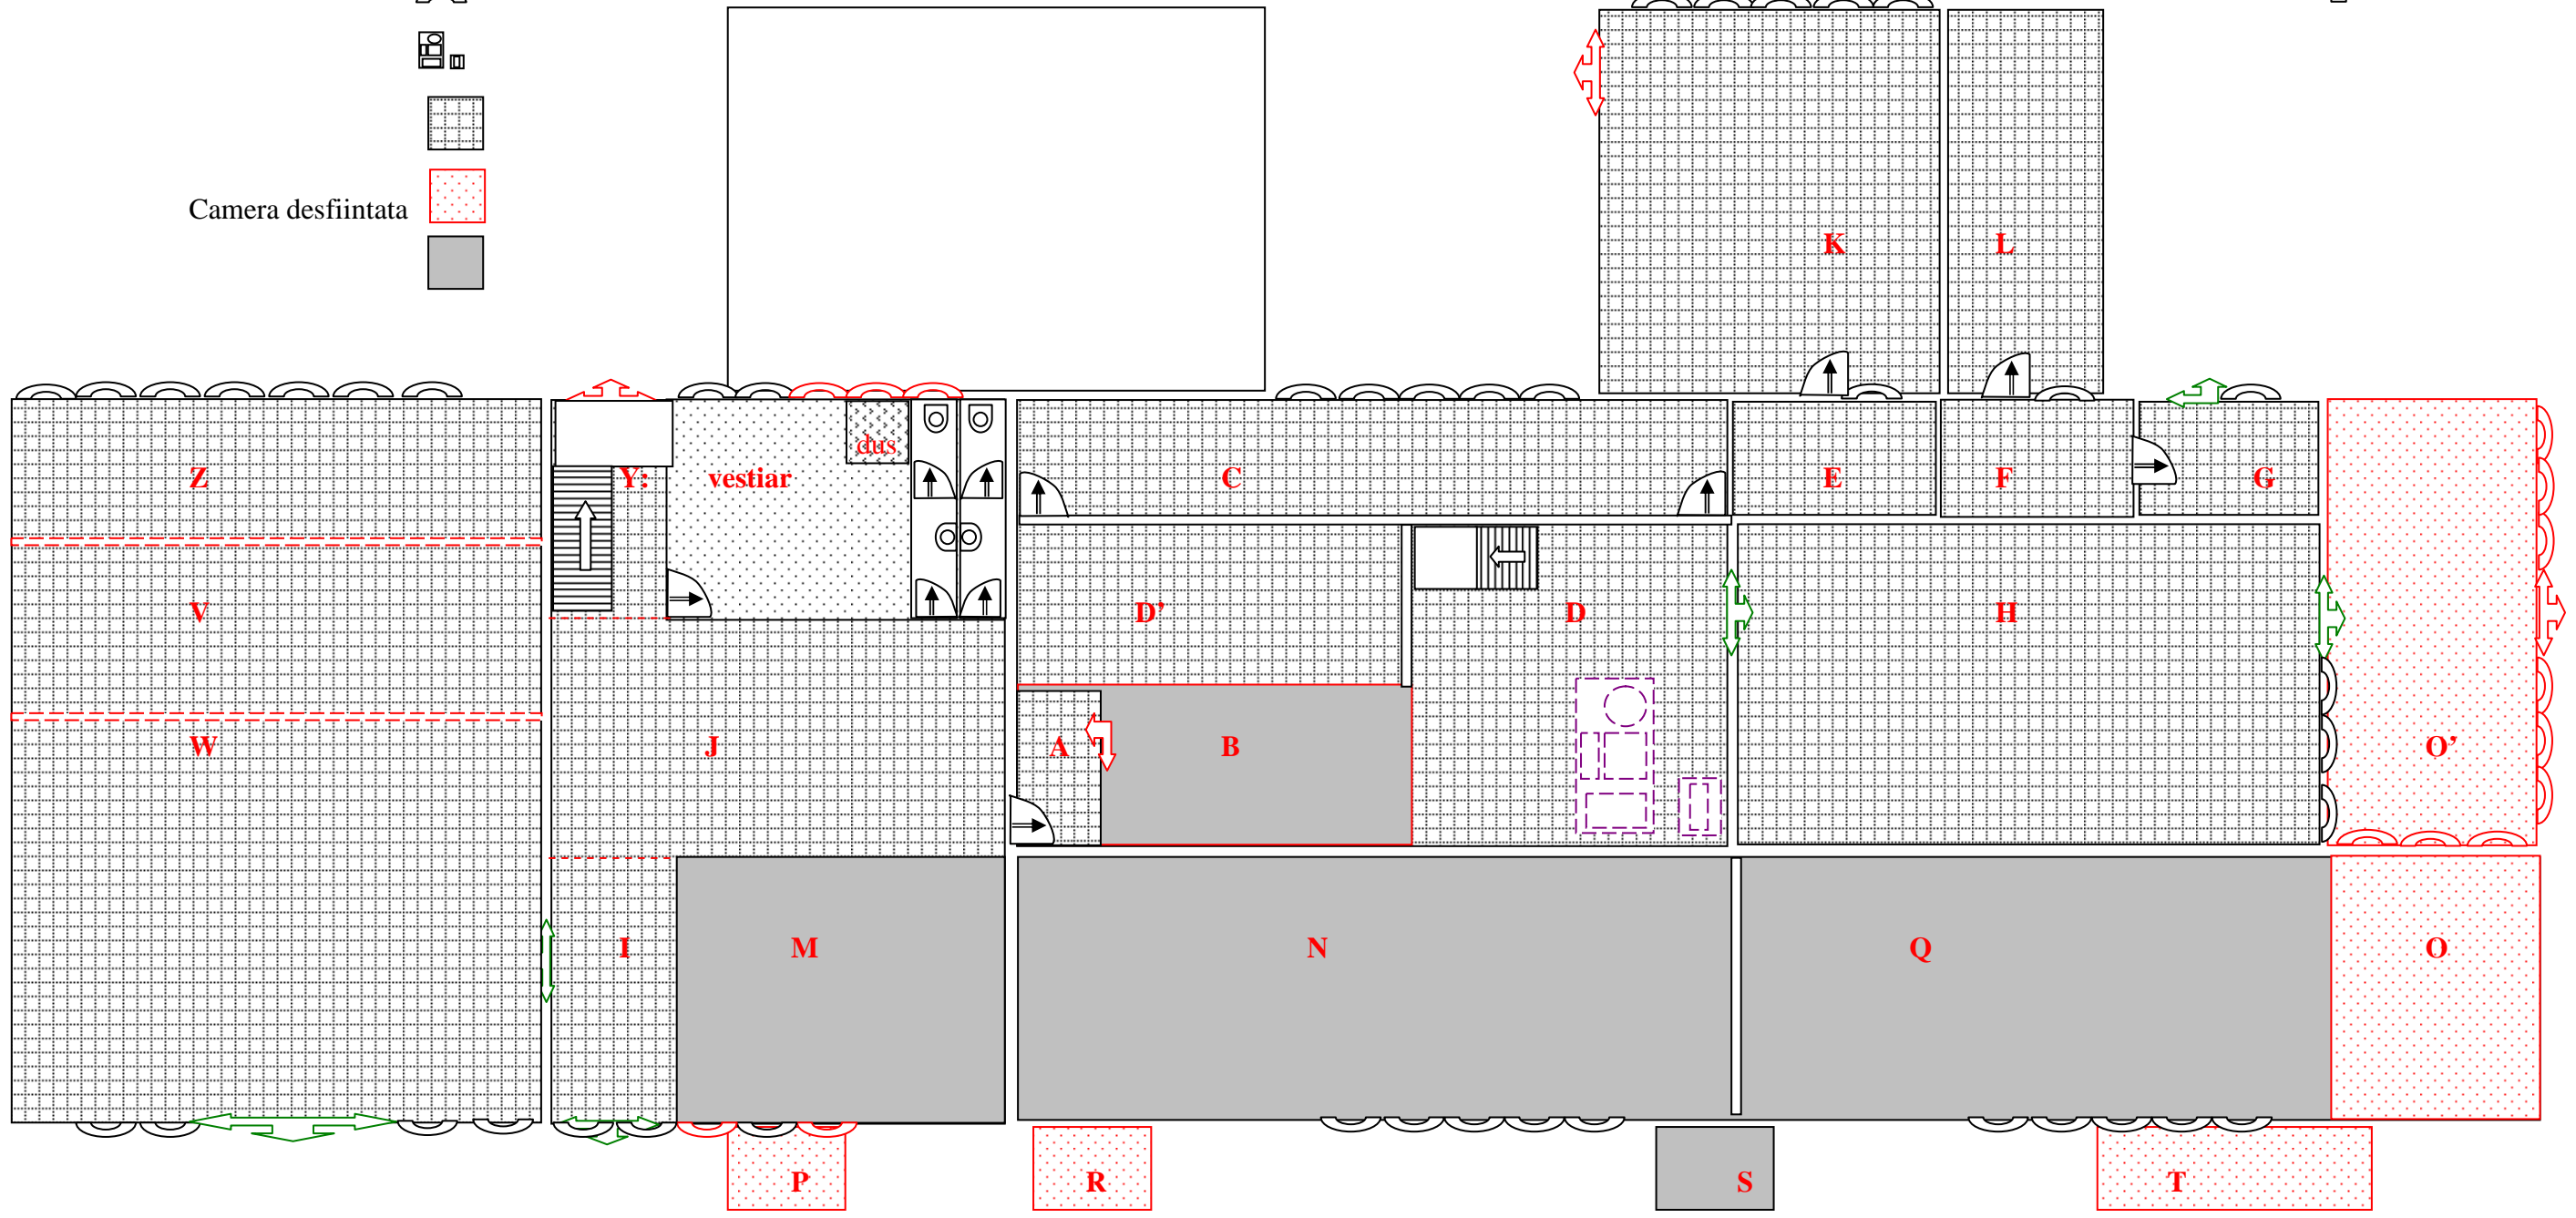 Camera desfiintata
K L
Z Y: vestiar dus C E F G
V D' D H
W J A B O'
I M N Q O
P R S T